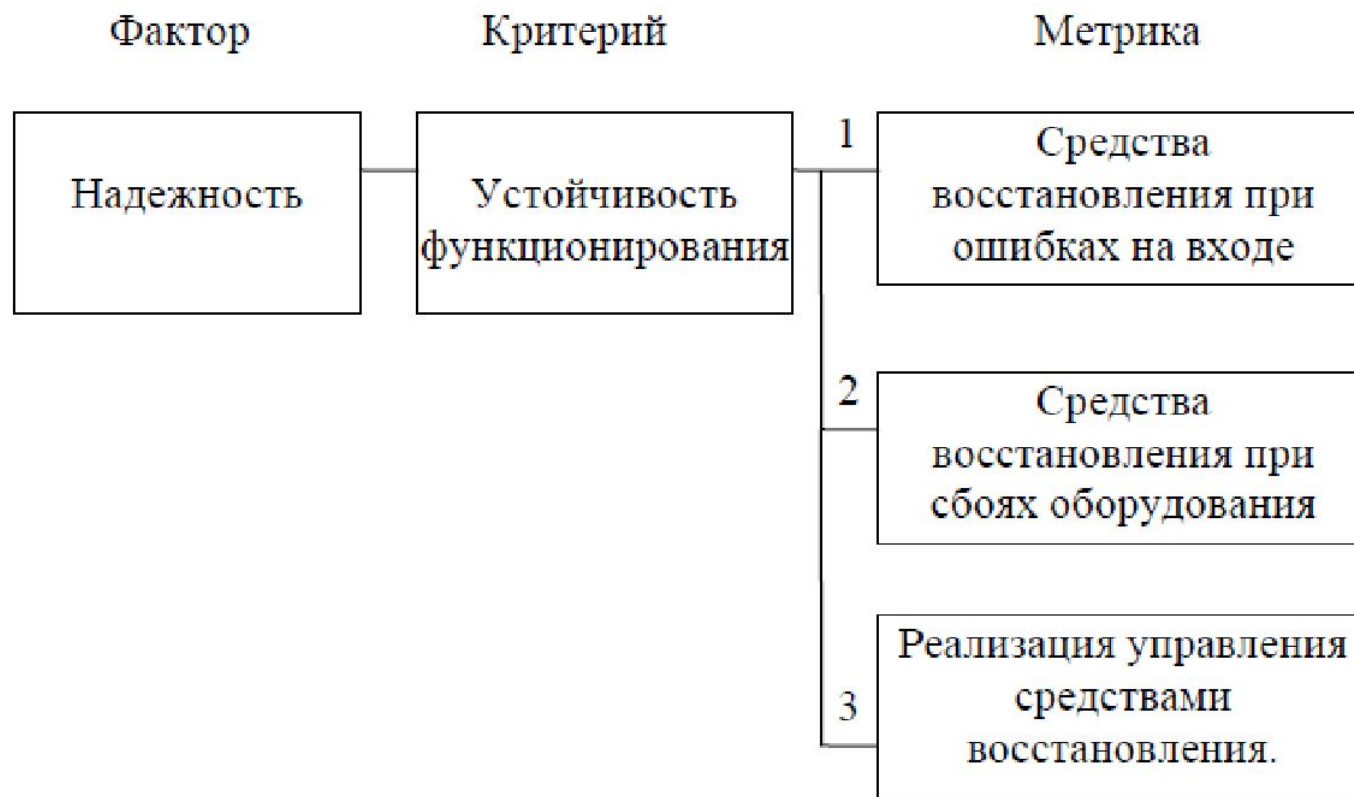 Фактор Критерий Метрика
Надежность
Устойчивость
функционирования
1
Средства
восстановления при
ошибках на входе
2
Средства
восстановления при
сбоях оборудования
3
Реализация управления
средствами
восстановления.